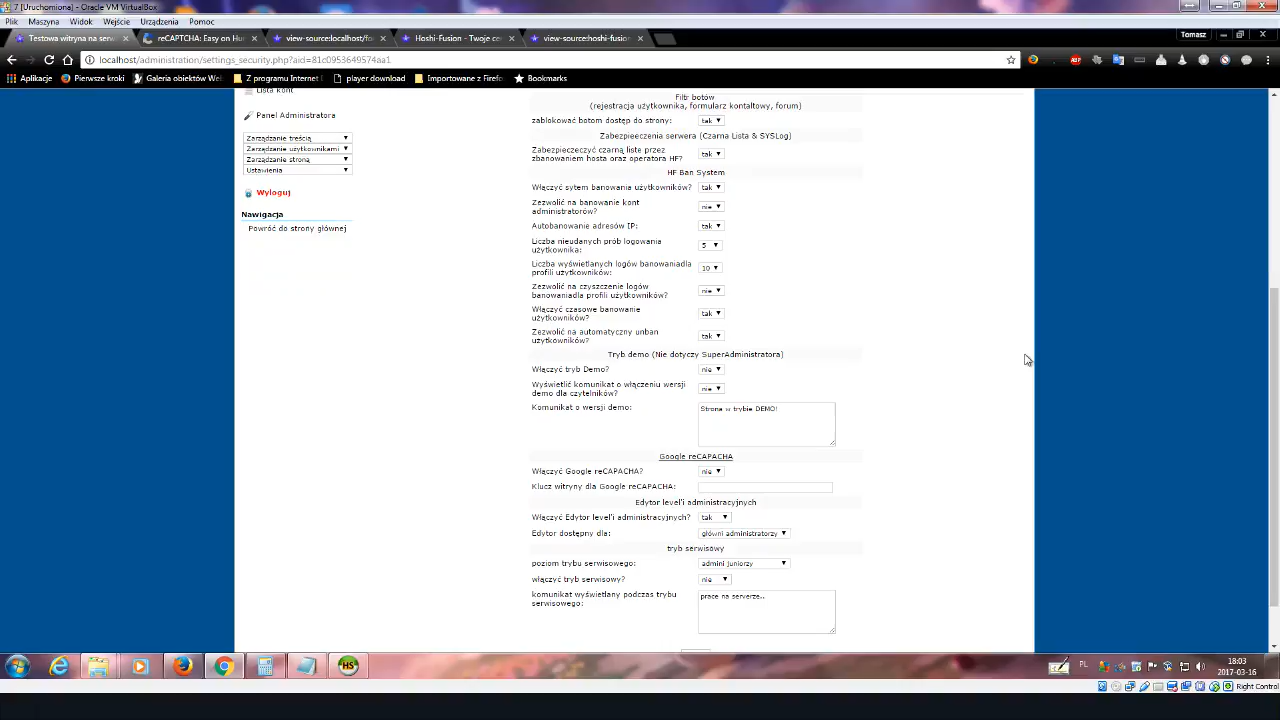 7 [Uruchomiona] - Oracle VM VirtualBox
Plik Maszyna Widok Wejście Urządzenia Pomoc
Testowa witryna na serw
reCAPTCHA: Easy on Hum
view-source:localhost/fo
Hoshi-Fusion - Twoje ce
view-source:hoshi-fusion
Tomasz
localhost/administration/settings_security.php?aid=81c0953649574aa1
Aplikacje
Pierwsze kroki
Galeria obiektów Web
Z programu Internet E
player download
Importowane z Firefo
Bookmarks
Lista kont
Panel Administratora
Zarządzanie treścią
Zarządzanie użytkownikami
Zarządzanie stroną
Ustawienia
Wyloguj
Nawigacja
Powróć do strony głównej
Filtr botów
(rejestracja użytkownika, formularz kontaltowy, forum)
zablokować botom dostęp do strony: tak
Zabezpieeczenia serwera (Czarna Lista & SYSLog)
Zabezpieczeczyć czarną liste przez
zbanowaniem hosta oraz operatora HF? tak
HF Ban System
Włączyć sytem banowania użytkowników? tak
Zezwolić na banowanie kont
administratorów? nie
Autobanowanie adresów IP: tak
Liczba nieudanych prób logowania
użytkownika: 5
Liczba wyświetlanych logów banowaniadla
profili użytkowników: 10
Zezwolić na czyszczenie logów
banowaniadla profili użytkowników? nie
Włączyć czasowe banowanie
użytkowników? tak
Zezwolić na automatyczny unban
użytkowników? tak
Tryb demo (Nie dotyczy SuperAdministratora)
Włączyć tryb Demo? nie
Wyświetlić komunikat o włączeniu wersji
demo dla czytelników? nie
Komunikat o wersji demo: Strona w trybie DEMO!
Google reCAPACHA
Włączyć Google reCAPACHA? nie
Klucz witryny dla Google reCAPACHA:
Edytor level'i administracyjnych
Włączyć Edytor level'i administracyjnych? tak
Edytor dostępny dla: główni administratorzy
tryb serwisowy
poziom trybu serwisowego: admini juniorzy
włączyć tryb serwisowy? nie
komunikat wyświetlany podczas trybu
serwisowego: prace na serwerze..
PL
18:03
2017-03-16
Right Control